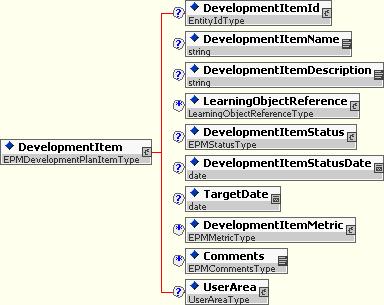 DevelopmentItemId
EntityIdType
DevelopmentItemName
string
DevelopmentItemDescription
string
LearningObjectReference
LearningObjectReferenceType
DevelopmentItem
EPMDevelopmentPlanItemType
DevelopmentItemStatus
EPMStatusType
DevelopmentItemStatusDate
date
TargetDate
date
DevelopmentItemMetric
EPMMetricType
Comments
EPMCommentsType
UserArea
UserAreaType